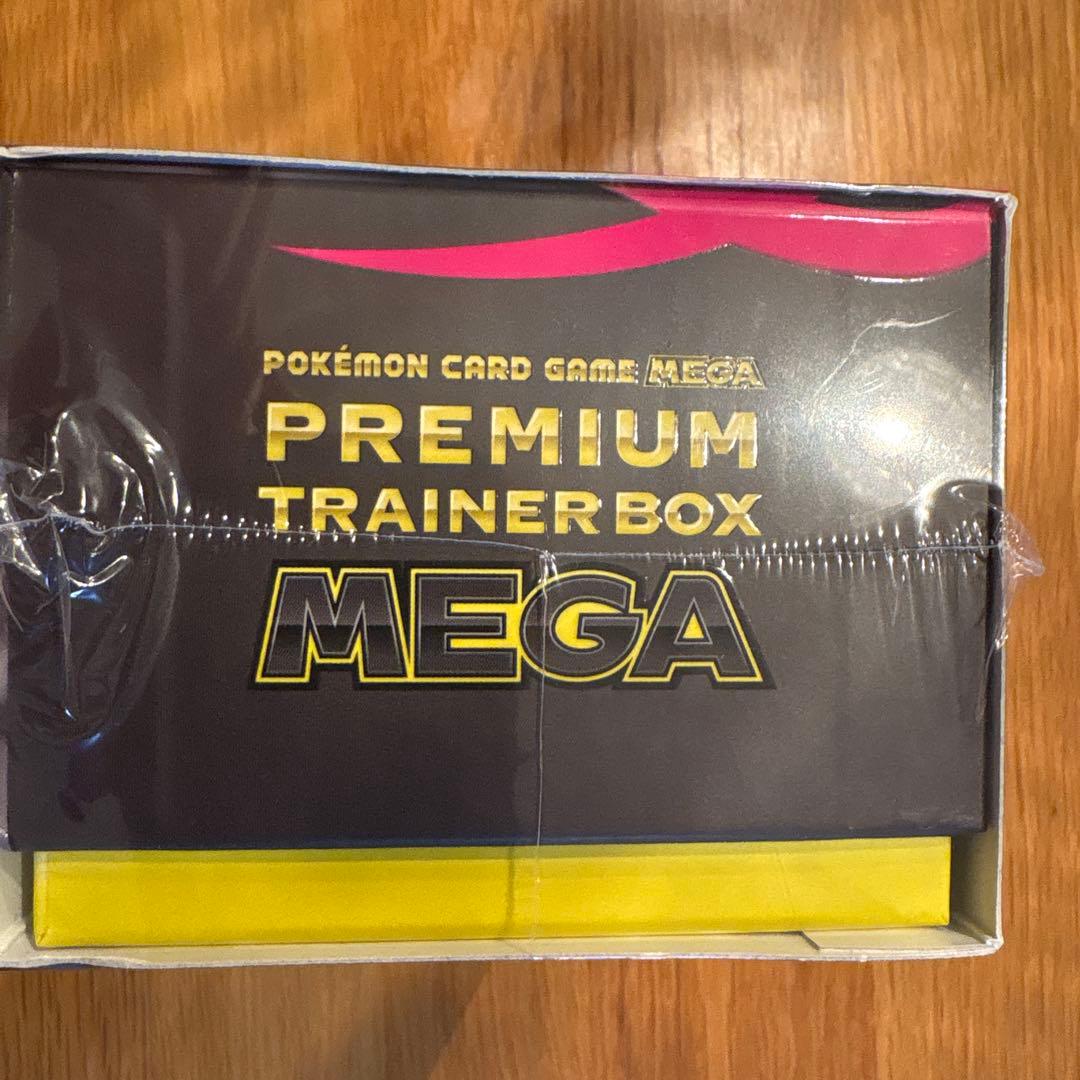 POKÉMON CARD GAME MEGA
PREMIUM
TRAINER BOX
MEGA